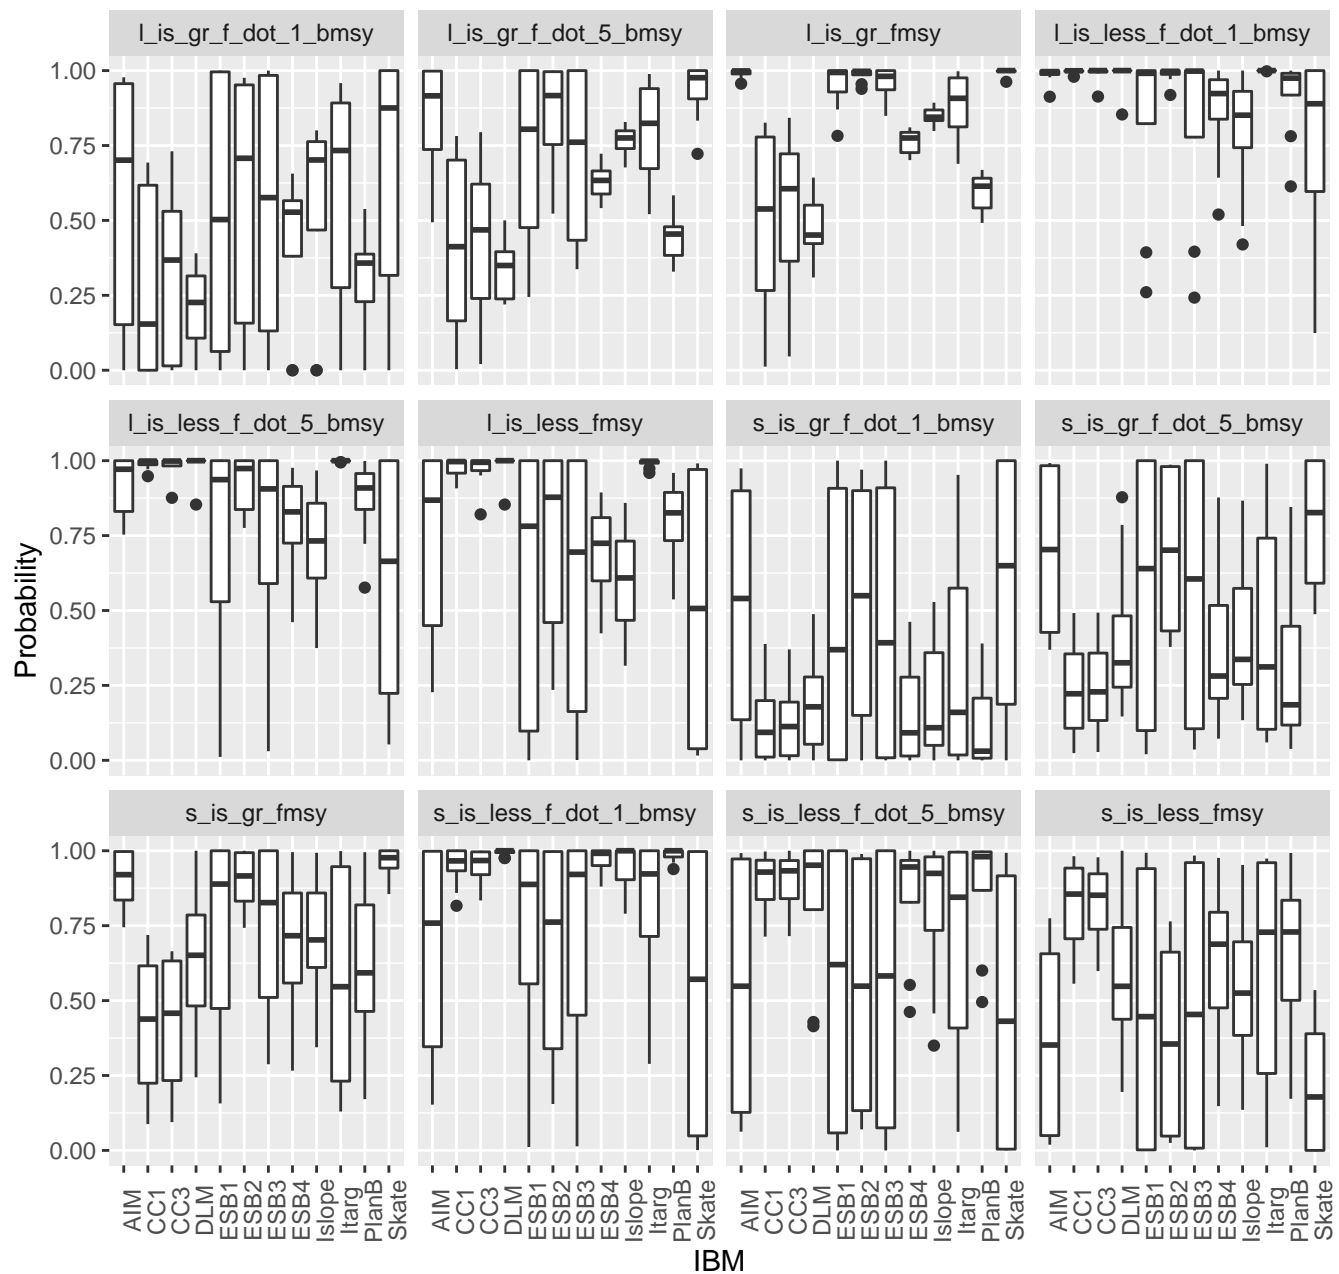 l_is_gr_f_dot_1_bmsy l_is_gr_f_dot_5_bmsy l_is_gr_fmsy l_is_less_f_dot_1_bmsy
1.00
0.75
0.50
0.25
0.00
l_is_less_f_dot_5_bmsy l_is_less_fmsy s_is_gr_f_dot_1_bmsy s_is_gr_f_dot_5_bmsy
1.00
0.75
0.50
0.25
0.00
Probability
s_is_gr_fmsy s_is_less_f_dot_1_bmsy s_is_less_f_dot_5_bmsy s_is_less_fmsy
1.00
0.75
0.50
0.25
0.00
AIM CC1 CC3 DLM ESB1 ESB2 ESB3 ESB4 Islope Itarg PlanB Skate AIM CC1 CC3 DLM ESB1 ESB2 ESB3 ESB4 Islope Itarg PlanB Skate AIM CC1 CC3 DLM ESB1 ESB2 ESB3 ESB4 Islope Itarg PlanB Skate AIM CC1 CC3 DLM ESB1 ESB2 ESB3 ESB4 Islope Itarg PlanB Skate
IBM